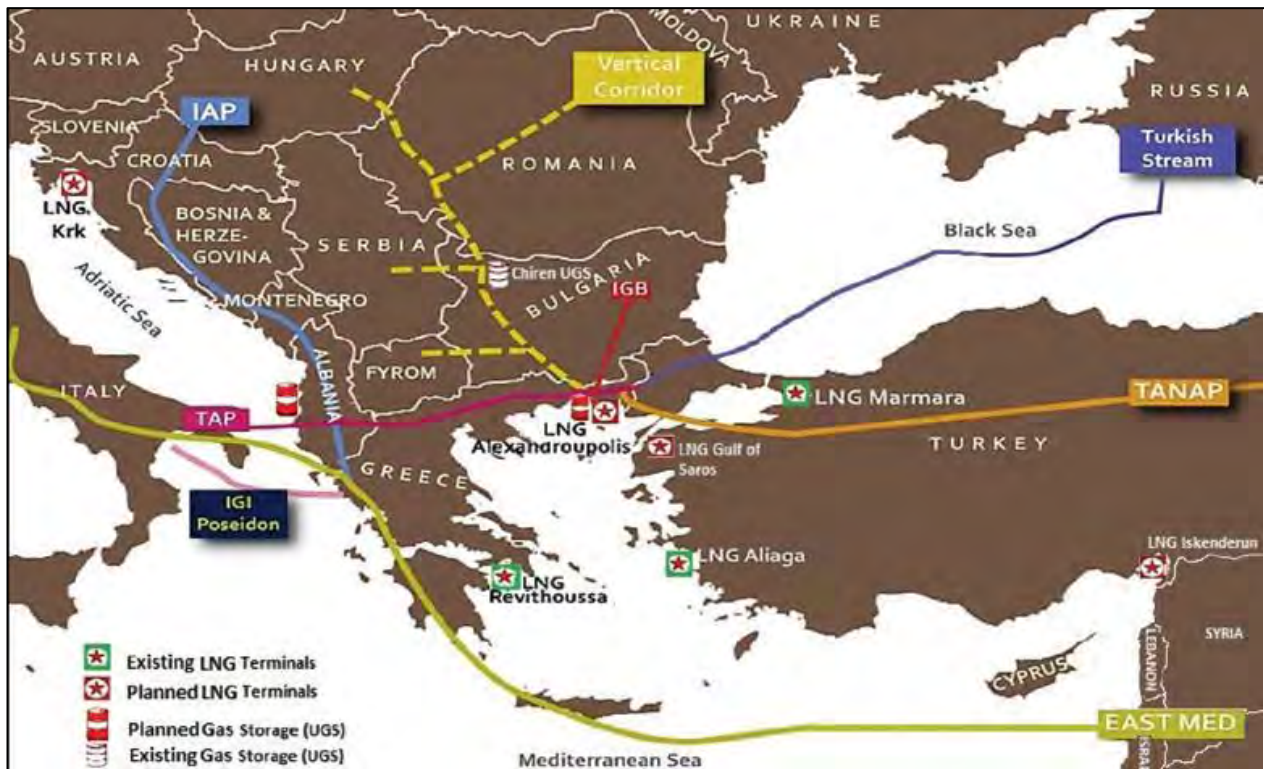 UKRAINE
MOLDOVA
AUSTRIA
HUNGARY
Vertical
Corridor
RUSSIA
IAP
SLOVENIA
CROATIA
ROMANIA
Turkish
Stream
LNG
Krk
BOSNIA &
HERZE-
GOVINA
SERBIA
Black Sea
Adriatic Sea
Chiren UGS
BULGARIA
IGB
MONTENEGRO
ALBANIA
FYROM
ITALY
TAP
LNG
Alexandroupolis
LNG Marmara
TANAP
LNG Gulf of
Saros
TURKEY
GREECE
IGI
Poseidon
LNG Iskenderun
LNG Aliaga
LNG
Revithoussa
SYRIA
LEBANON
CYPRUS
Existing LNG Terminals
Planned LNG Terminals
Planned Gas Storage (UGS)
Existing Gas Storage (UGS)
EAST MED
ISRAE
Mediterranean Sea